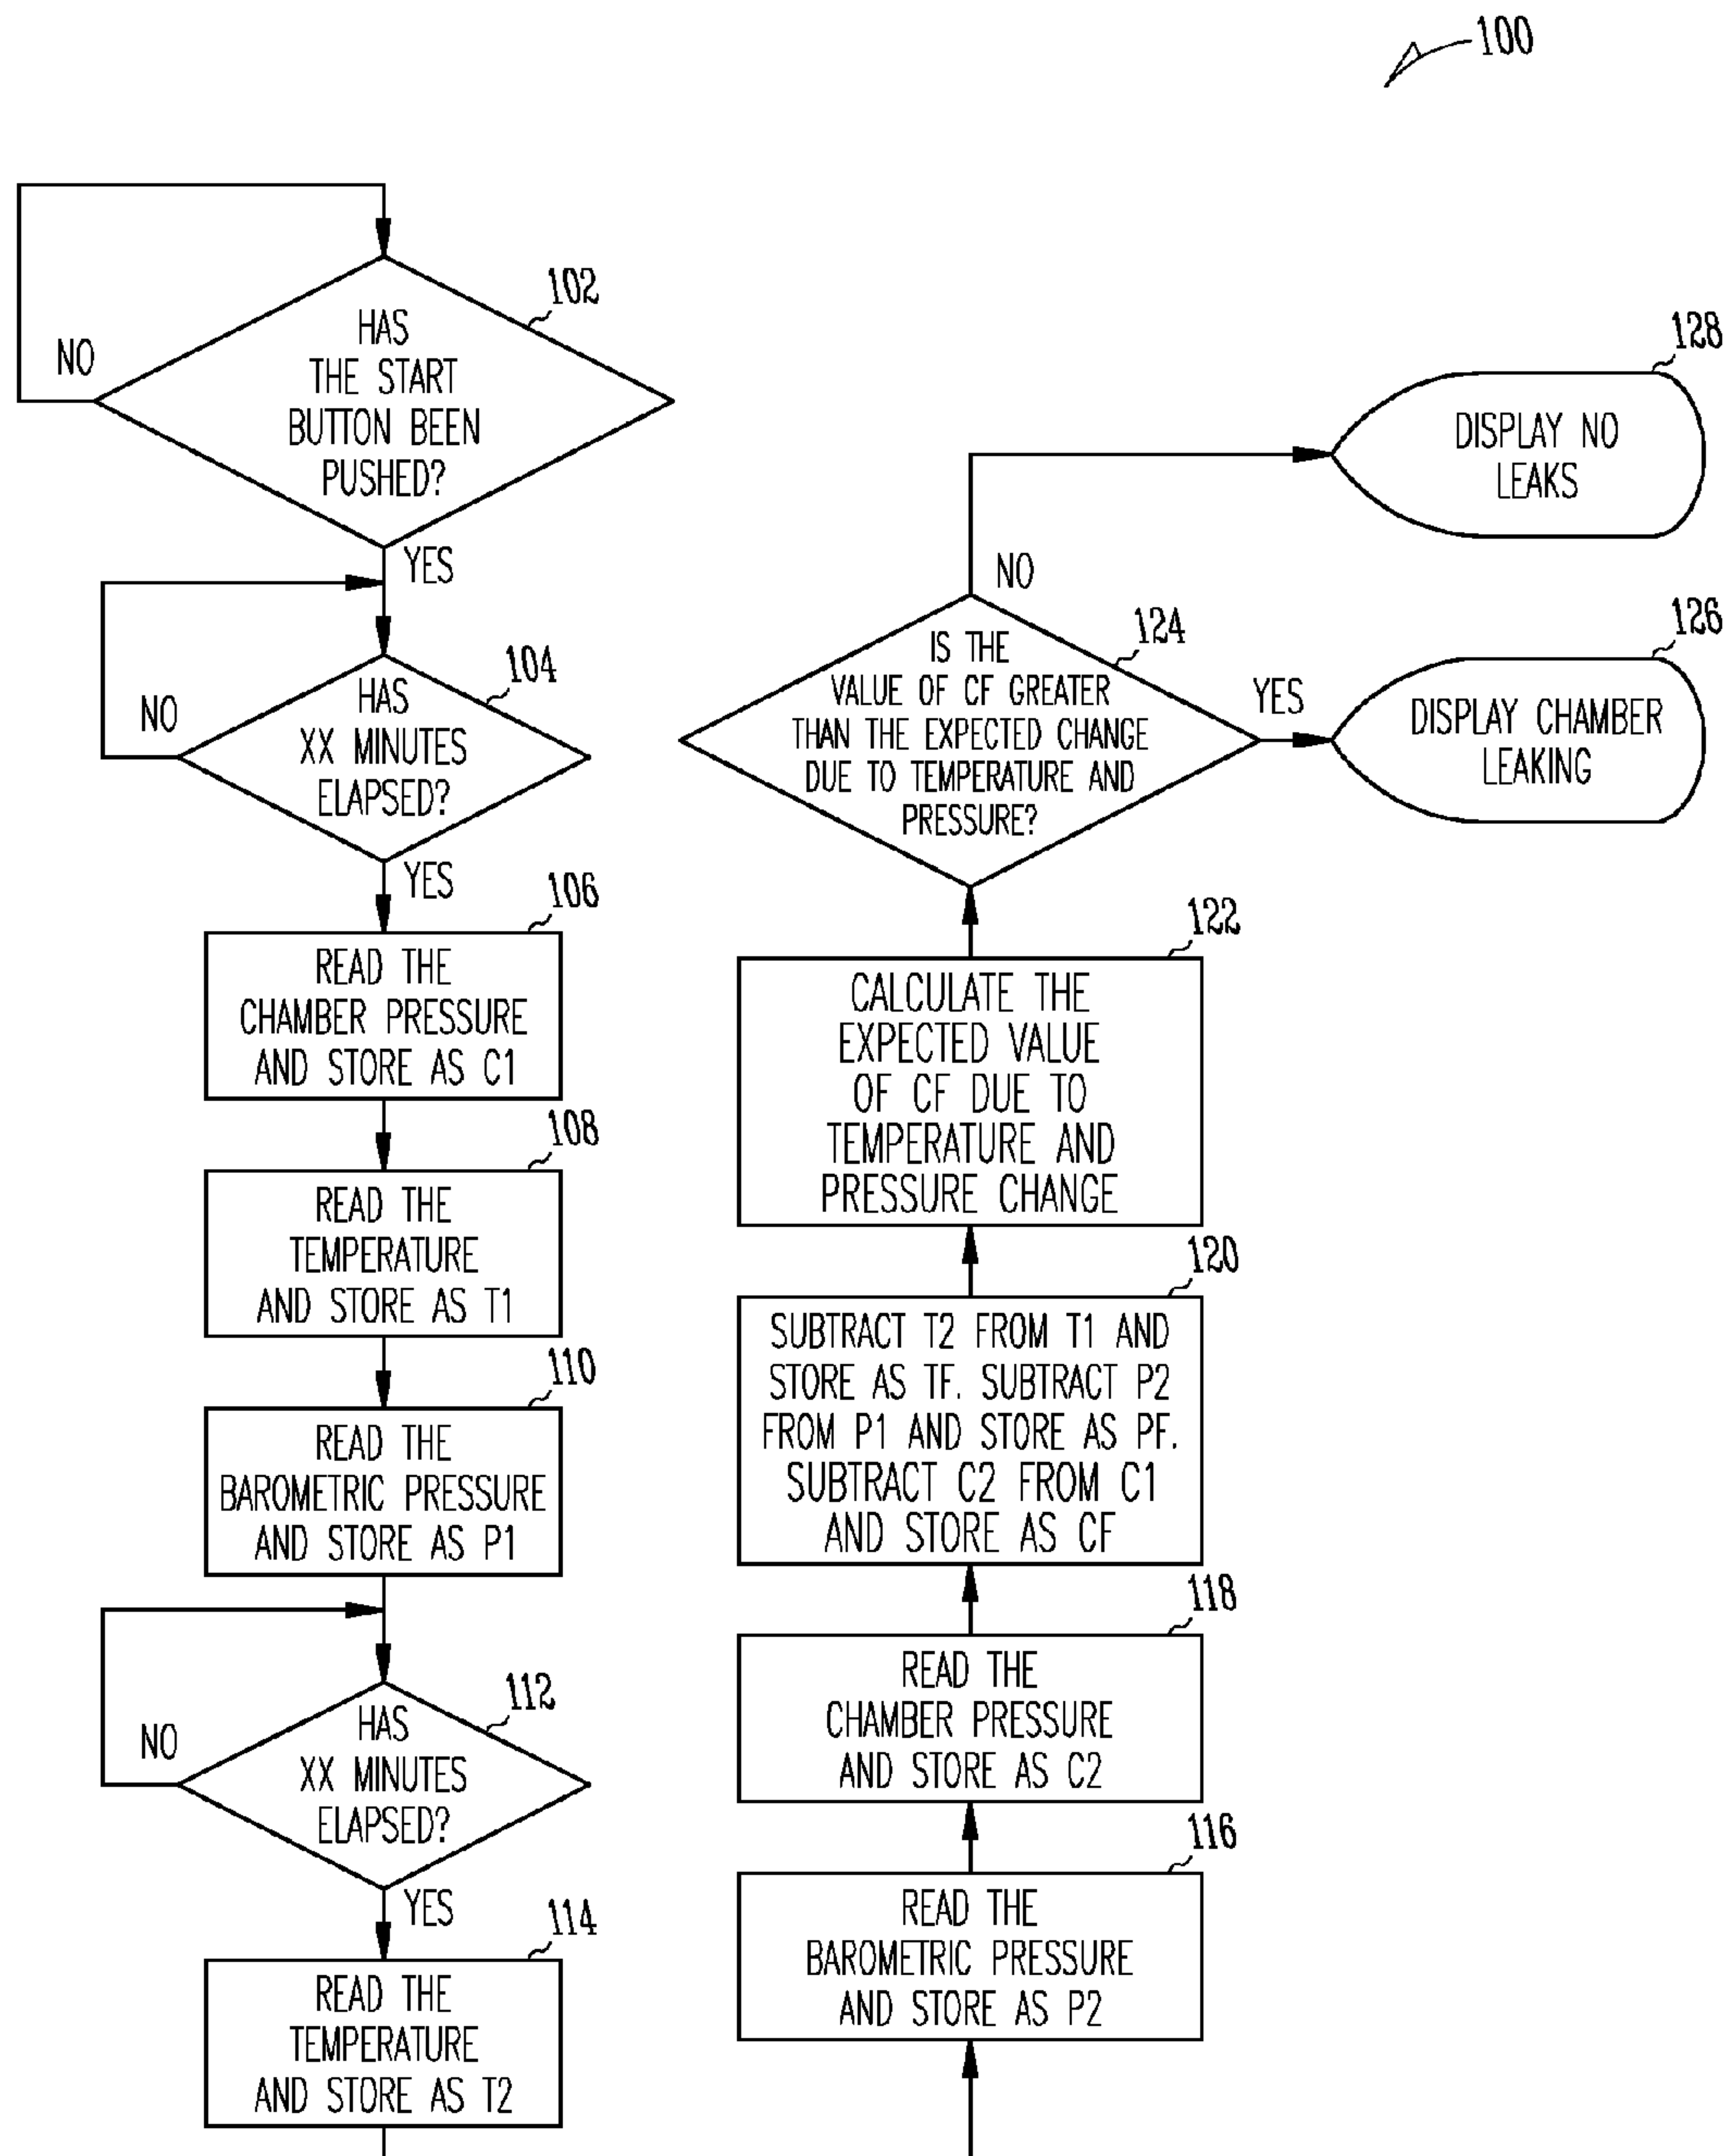 100
102
HAS
THE START
BUTTON BEEN
PUSHED?
NO
YES
104
HAS
XX MINUTES
ELAPSED?
NO
YES
106
READ THE
CHAMBER PRESSURE
AND STORE AS C1
108
READ THE
TEMPERATURE
AND STORE AS T1
110
READ THE
BAROMETRIC PRESSURE
AND STORE AS P1
112
HAS
XX MINUTES
ELAPSED?
NO
YES
114
READ THE
TEMPERATURE
AND STORE AS T2
116
READ THE
BAROMETRIC PRESSURE
AND STORE AS P2
118
READ THE
CHAMBER PRESSURE
AND STORE AS C2
120
SUBTRACT T2 FROM T1 AND
STORE AS TF. SUBTRACT P2
FROM P1 AND STORE AS PF.
SUBTRACT C2 FROM C1
AND STORE AS CF
122
CALCULATE THE
EXPECTED VALUE
OF CF DUE TO
TEMPERATURE AND
PRESSURE CHANGE
124
IS THE
VALUE OF CF GREATER
THAN THE EXPECTED CHANGE
DUE TO TEMPERATURE AND
PRESSURE?
YES
126
DISPLAY CHAMBER
LEAKING
NO
128
DISPLAY NO
LEAKS